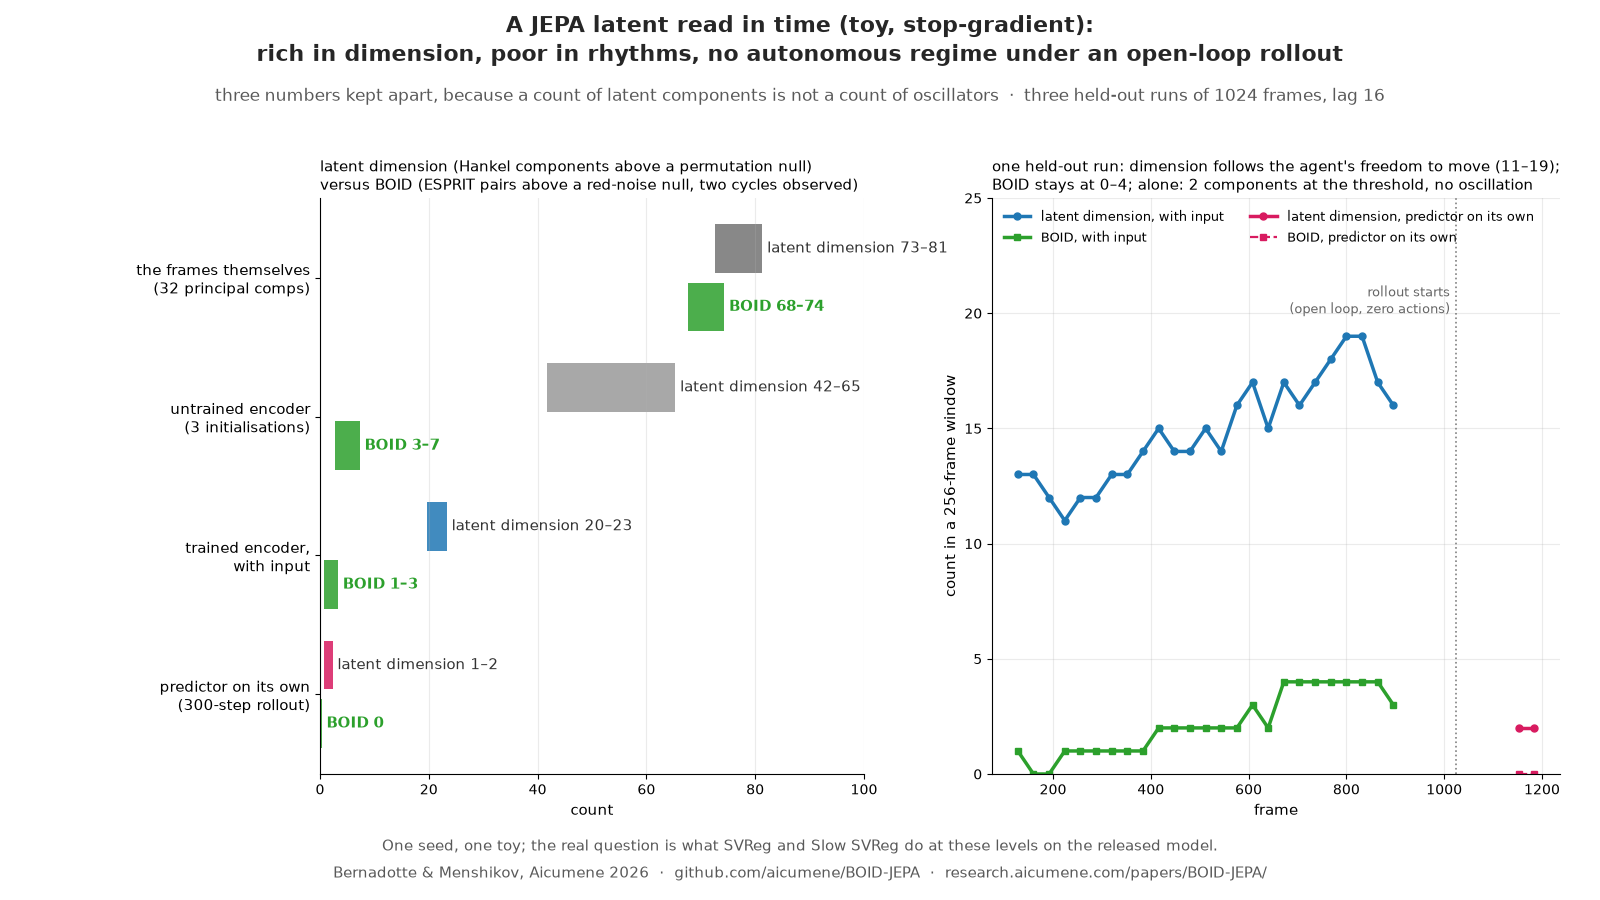 A JEPA latent read in time (toy, stop-gradient):
rich in dimension, poor in rhythms, no autonomous regime under an open-loop rollout
three numbers kept apart, because a count of latent components is not a count of oscillators · three held-out runs of 1024 frames, lag 16
latent dimension (Hankel components above a permutation null)
versus BOID (ESPRIT pairs above a red-noise null, two cycles observed)
the frames themselves
(32 principal comps)
latent dimension 73–81
BOID 68–74
untrained encoder
(3 initialisations)
latent dimension 42–65
BOID 3–7
trained encoder,
with input
latent dimension 20–23
BOID 1–3
predictor on its own
(300-step rollout)
latent dimension 1–2
BOID 0
0 20 40 60 80 100
count
one held-out run: dimension follows the agent's freedom to move (11–19);
BOID stays at 0–4; alone: 2 components at the threshold, no oscillation
latent dimension, with input
BOID, with input
latent dimension, predictor on its own
BOID, predictor on its own
rollout starts
(open loop, zero actions)
count in a 256-frame window
25
20
15
10
5
0
200 400 600 800 1000 1200
frame
One seed, one toy; the real question is what SVReg and Slow SVReg do at these levels on the released model.
Bernadotte & Menshikov, Aicumene 2026 · github.com/aicumene/BOID-JEPA · research.aicumene.com/papers/BOID-JEPA/